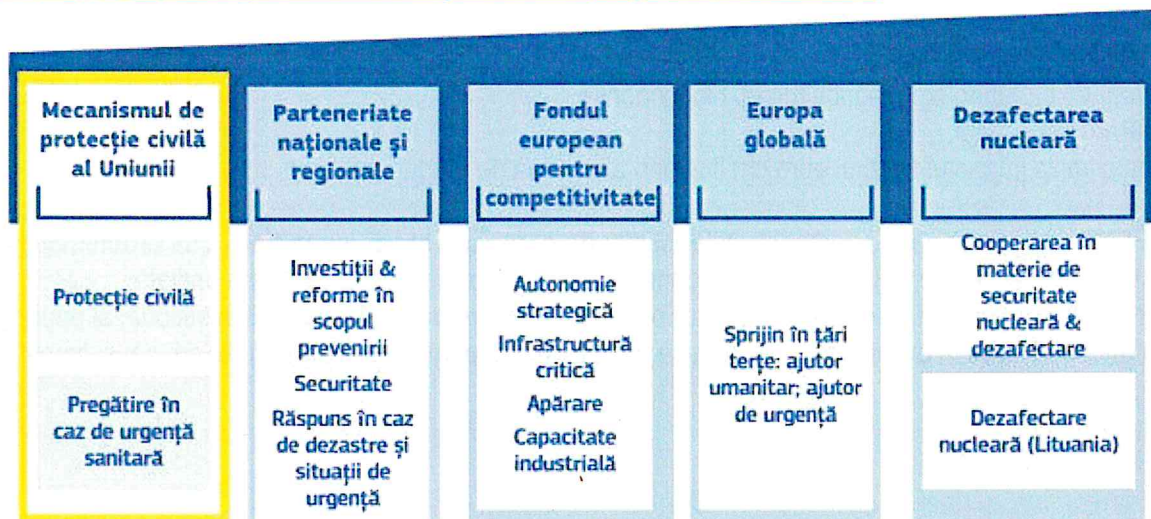 Mecanismul de
protecție civilă
al Uniunii
Protecție civilă
Pregătire în
caz de urgență
sanitară
Parteneriate
naționale și
regionale
Investiții &
reforme în
scopul
prevenirii
Securitate
Răspuns în caz
de dezastre și
situații de
urgență
Fondul
european
pentru
competitivitate
Autonomie
strategică
Infrastructură
critică
Apărare
Capacitate
industrială
Europa
globală
Sprijin în țări
terțe: ajutor
umanitar; ajutor
de urgență
Dezafectarea
nucleară
Cooperarea în
materie de
securitate
nucleară &
dezafectare
Dezafectare
nucleară (Lituania)